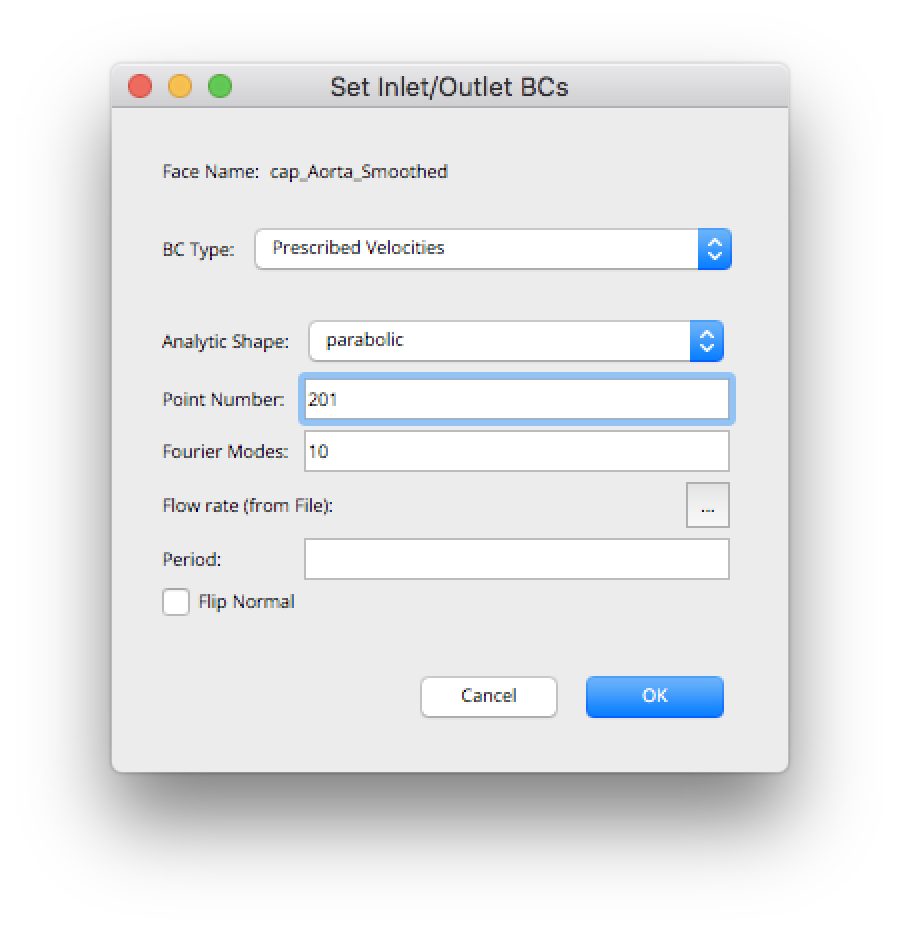 Set Inlet/Outlet BCs
Face Name: cap_Aorta_Smoothed
BC Type: Prescribed Velocities
Analytic Shape: parabolic
Point Number: 201
Fourier Modes: 10
Flow rate (from File): ...
Period:
Flip Normal
Cancel OK